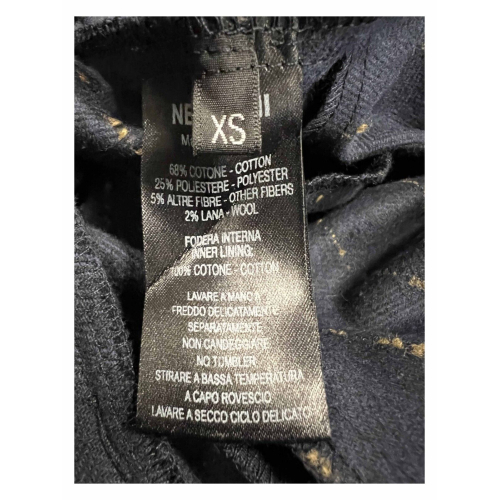 XS
68% COTONE - COTTON
25% POLIESTERE - POLYESTER
5% ALTRE FIBRE - OTHER FIBERS
2% LANA - WOOL
FODERA INTERNA
INNER LINING:
100% COTONE - COTTON
LAVARE A MANO A
FREDDO DELICATAMENTE
SEPARATAMENTE
NON CANDEGGIARE
NO TUMBLER
STIRARE A BASSA TEMPERATURA
A CAPO ROVESCIO
LAVARE A SECCO CICLO DELICATO